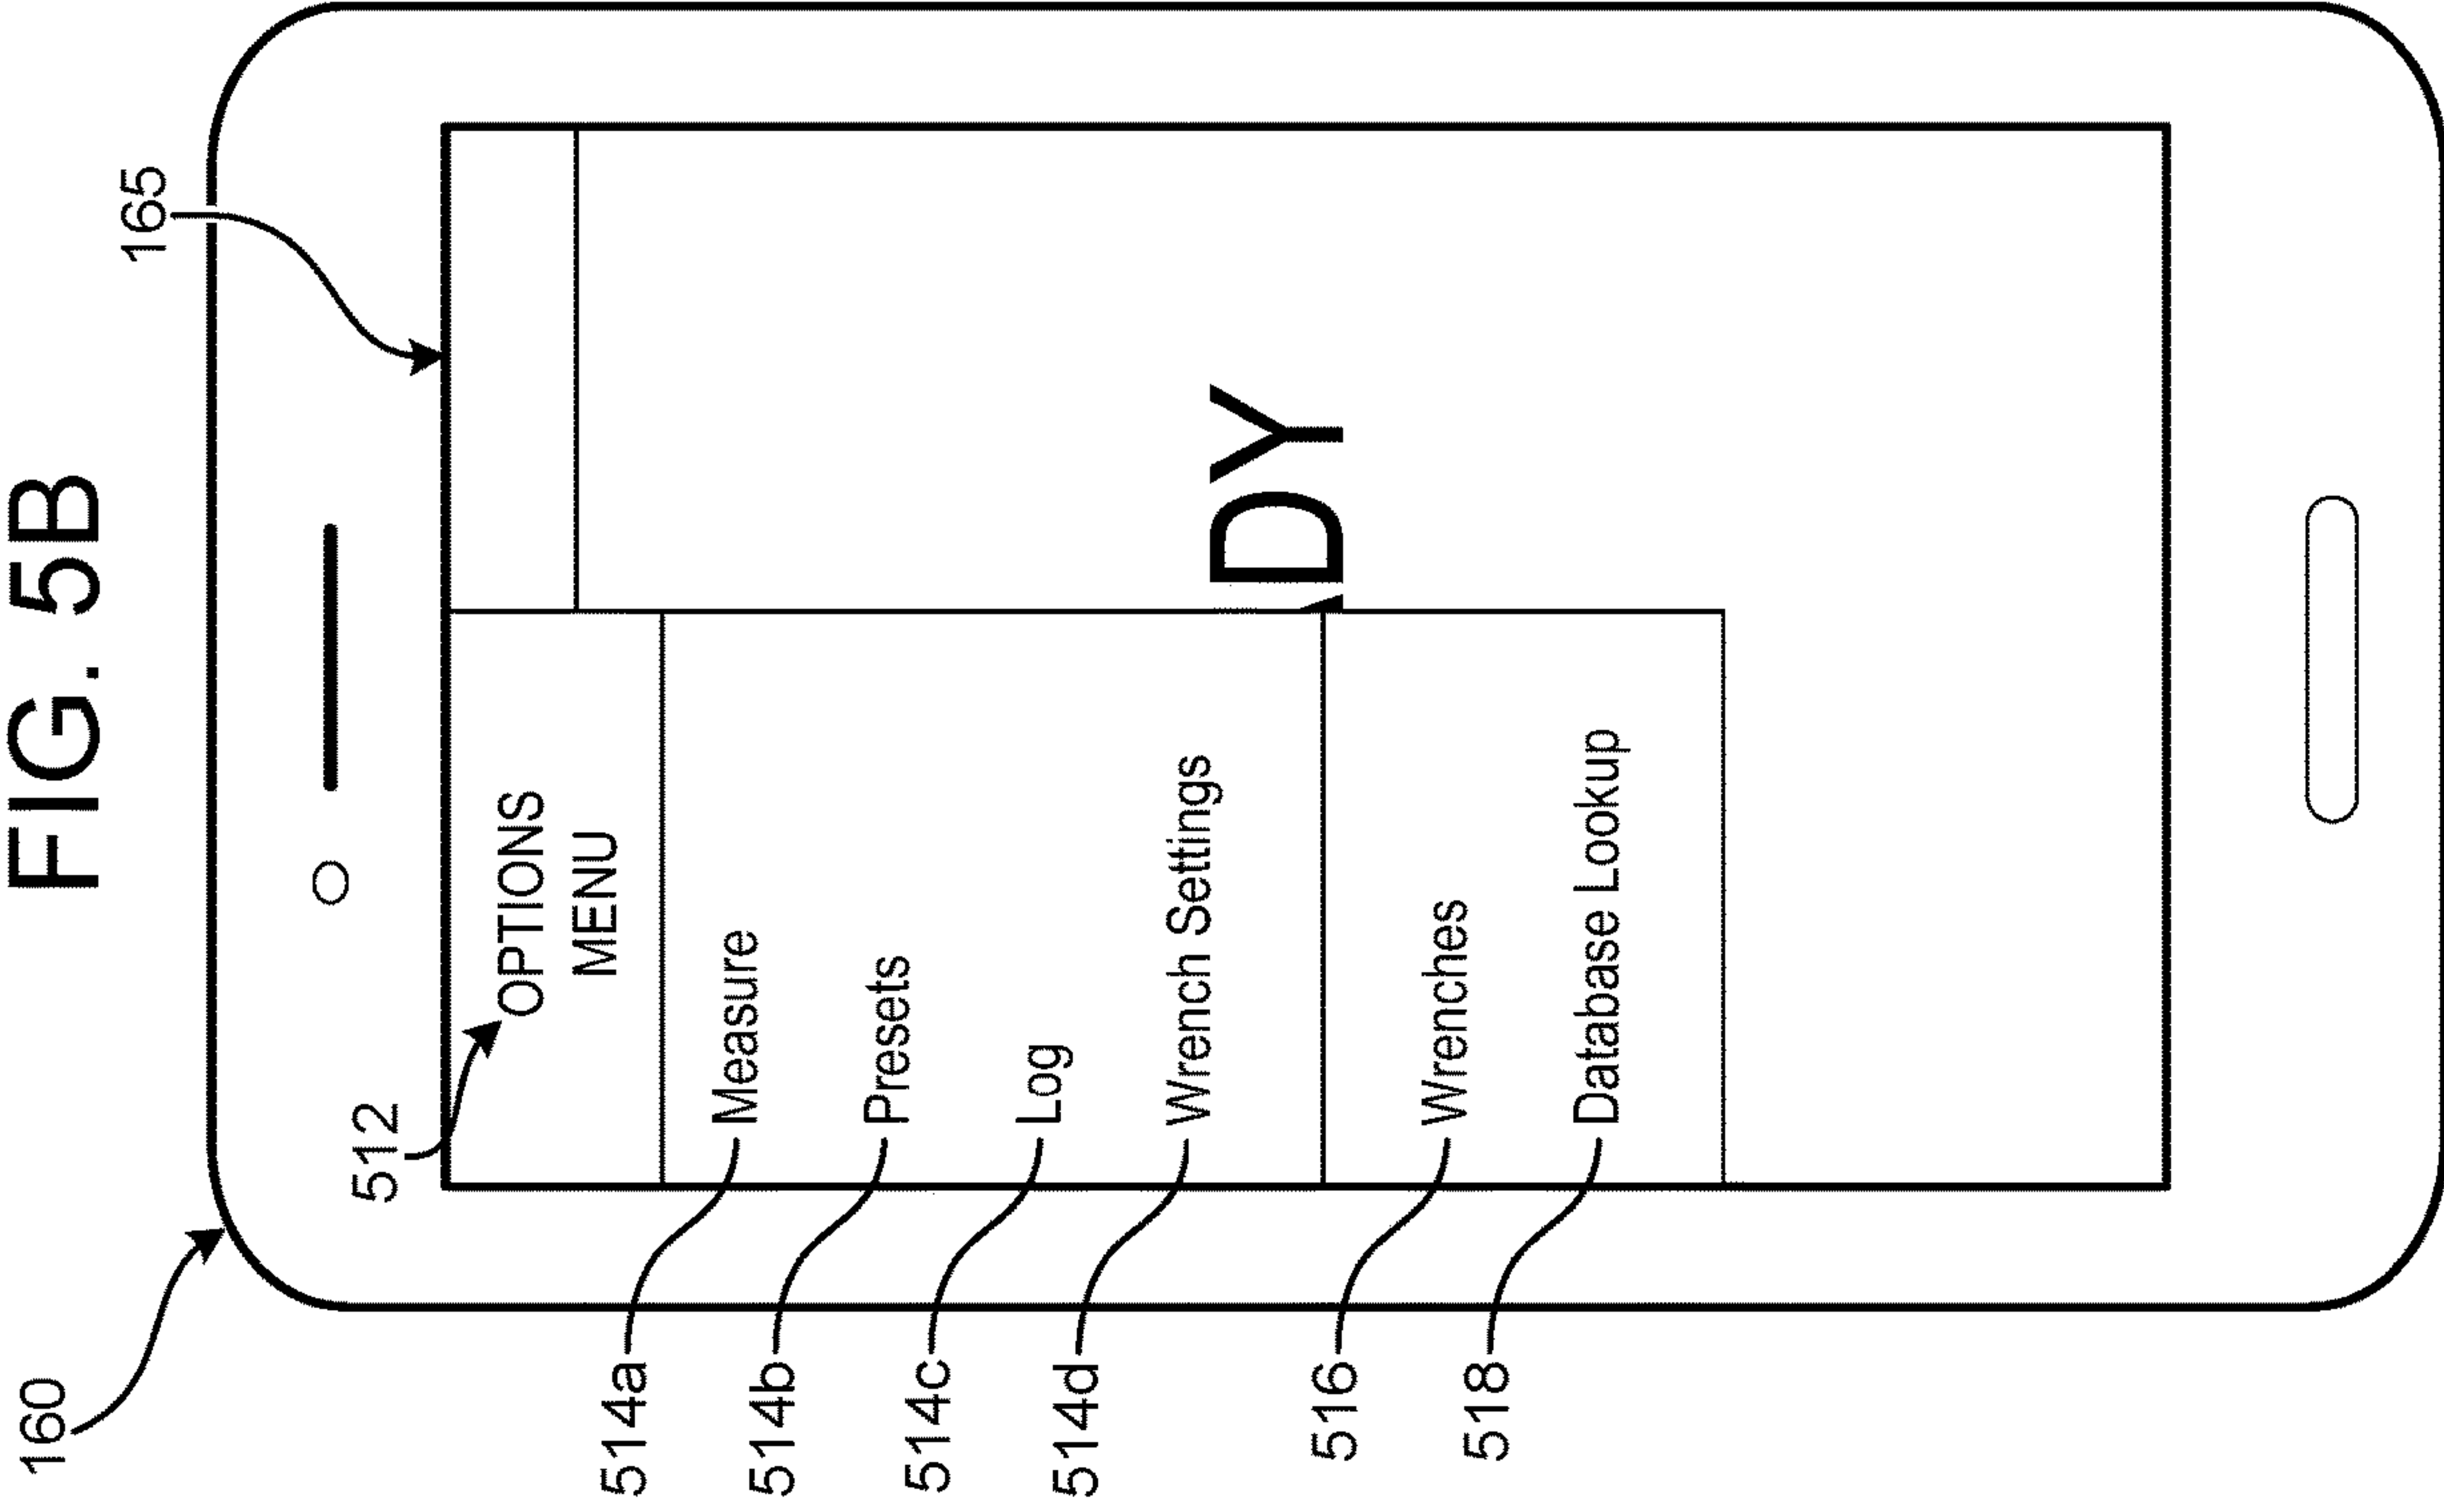 FIG. 5B
160
165
512
OPTIONS
MENU
514a
Measure
514b
Presets
514c
Log
514d
Wrench Settings
DY
516
Wrenches
518
Database Lookup